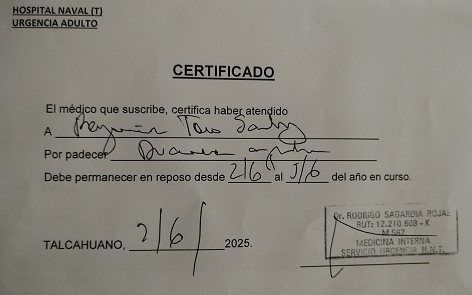 HOSPITAL NAVAL (T)
URGENCIA ADULTO
CERTIFICADO
El médico que suscribe, certifica haber atendido
A Benjamín Toro
Por padecer
Debe permanecer en reposo desde 2/6 al 5/6 del año en curso.
TALCAHUANO, 2/6/ 2025.
Dr. RODRIGO SAGARDIA ROJAS
RUT: 12.210.608 - K
M 567
MEDICINA INTERNA
SERVICIO URGENCIA H.N.T.